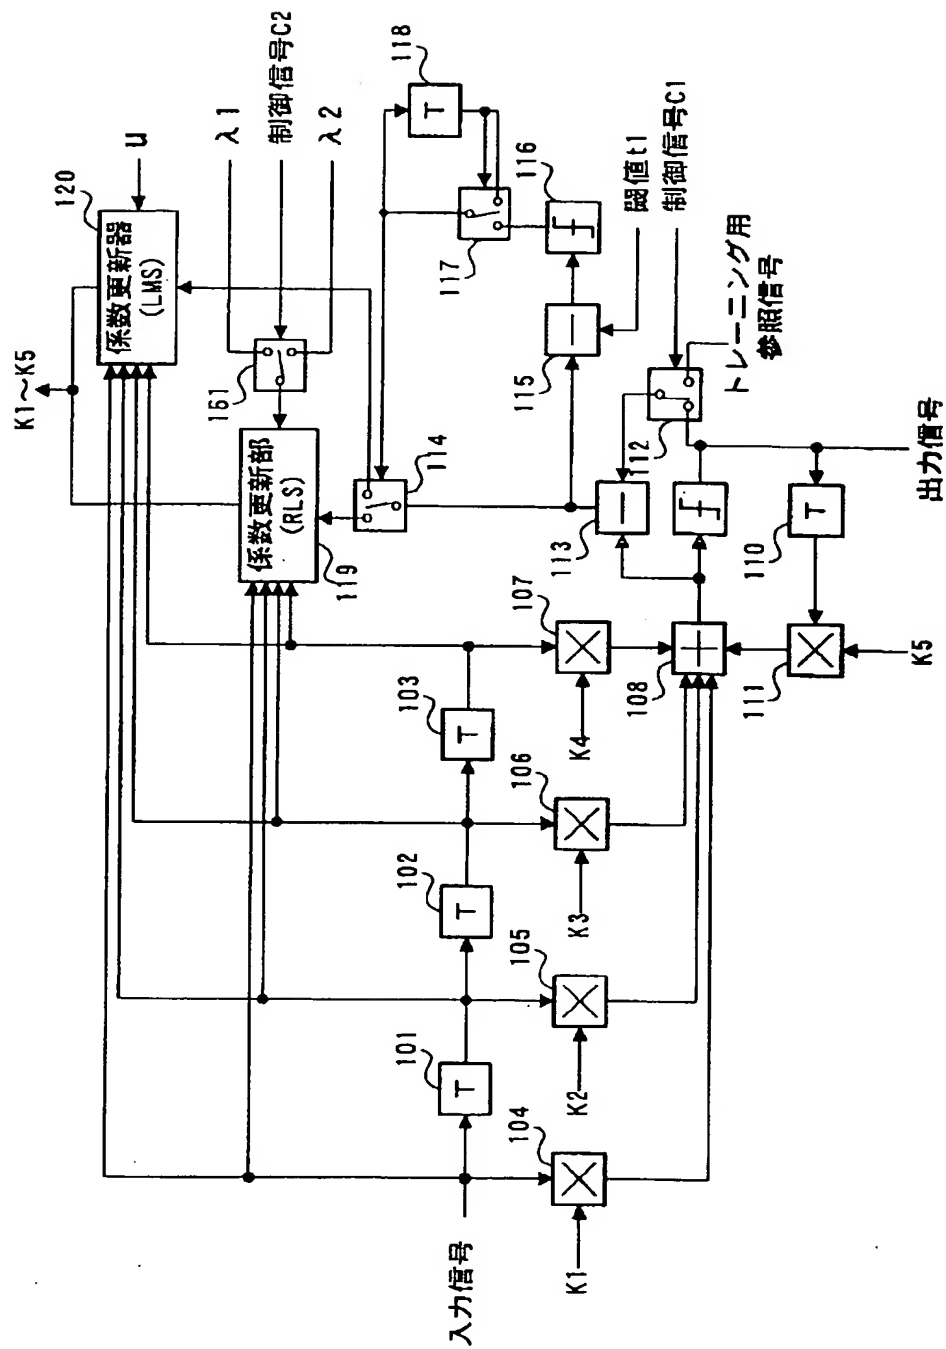 K1～K5
120
係数更新器
(LMS)
u
λ1
制御信号C2
λ2
161
118
T
117
116
係数更新部
(RLS)
119
114
115
閾値t1
制御信号C1
トレーニング用
参照信号
112
113
出力信号
110
T
107
108
111
K5
K4
103
T
106
K3
102
T
105
K2
101
T
104
K1
入力信号